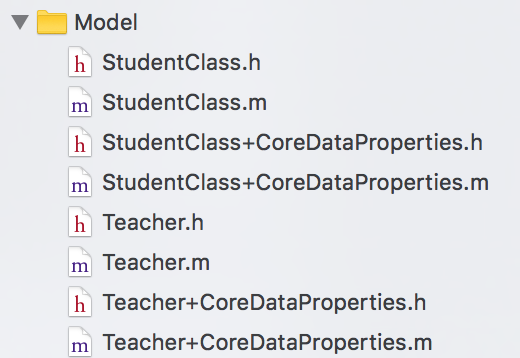 Model
h StudentClass.h
m StudentClass.m
h StudentClass+CoreDataProperties.h
m StudentClass+CoreDataProperties.m
h Teacher.h
m Teacher.m
h Teacher+CoreDataProperties.h
m Teacher+CoreDataProperties.m